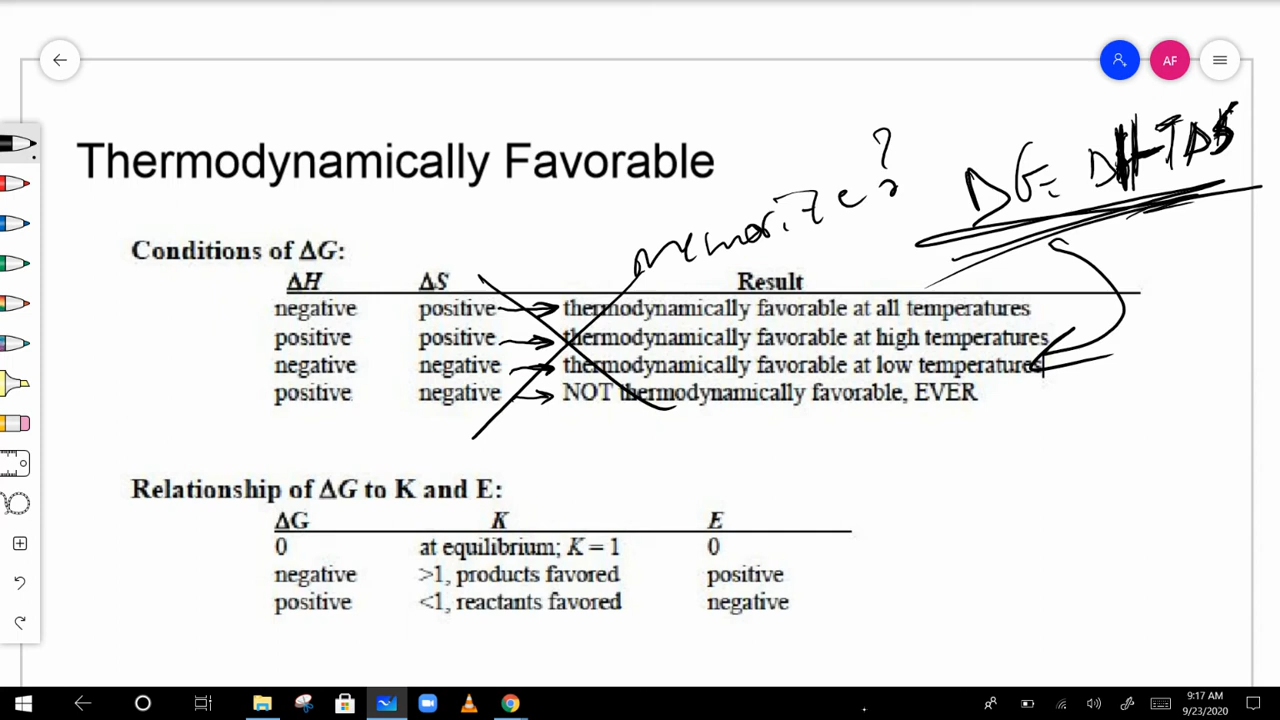 AF
Thermodynamically Favorable
memorize?
ΔG= ΔH-TΔS
Conditions of ΔG:
ΔH ΔS Result
negative positive thermodynamically favorable at all temperatures
positive positive thermodynamically favorable at high temperatures
negative negative thermodynamically favorable at low temperatures
positive negative NOT thermodynamically favorable, EVER
Relationship of ΔG to K and E:
ΔG K E
0 at equilibrium; K = 1 0
negative >1, products favored positive
positive <1, reactants favored negative
9:17 AM
9/23/2020